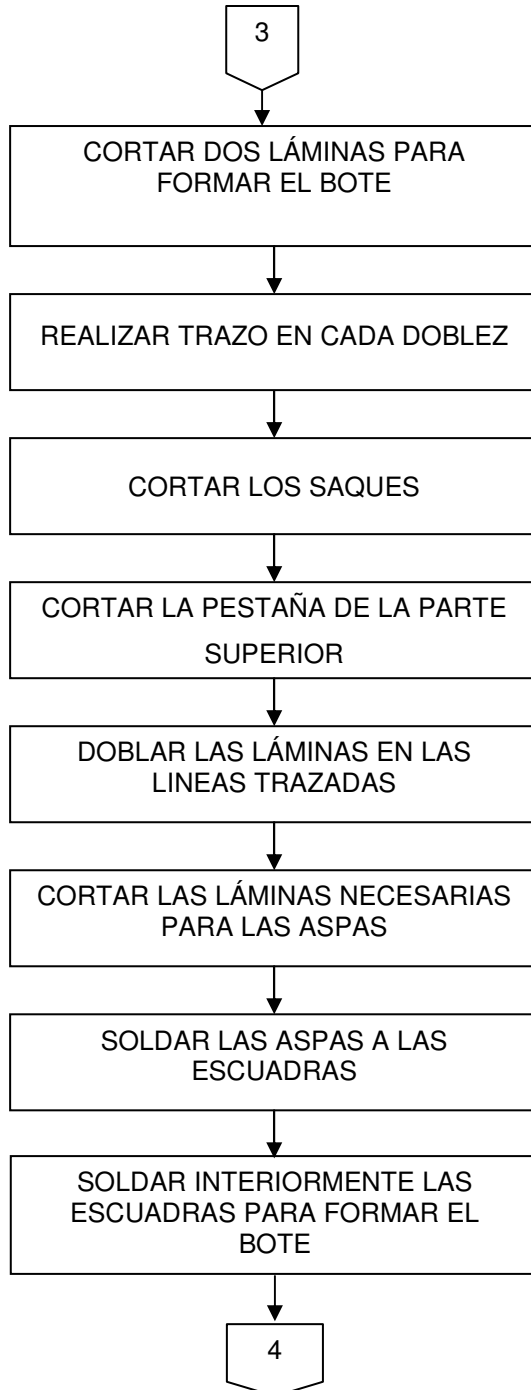 3
CORTAR DOS LÁMINAS PARA
FORMAR EL BOTE
REALIZAR TRAZO EN CADA DOBLEZ
CORTAR LOS SAQUES
CORTAR LA PESTAÑA DE LA PARTE
SUPERIOR
DOBLAR LAS LÁMINAS EN LAS
LINEAS TRAZADAS
CORTAR LAS LÁMINAS NECESARIAS
PARA LAS ASPAS
SOLDAR LAS ASPAS A LAS
ESCUADRAS
SOLDAR INTERIORMENTE LAS
ESCUADRAS PARA FORMAR EL
BOTE
4